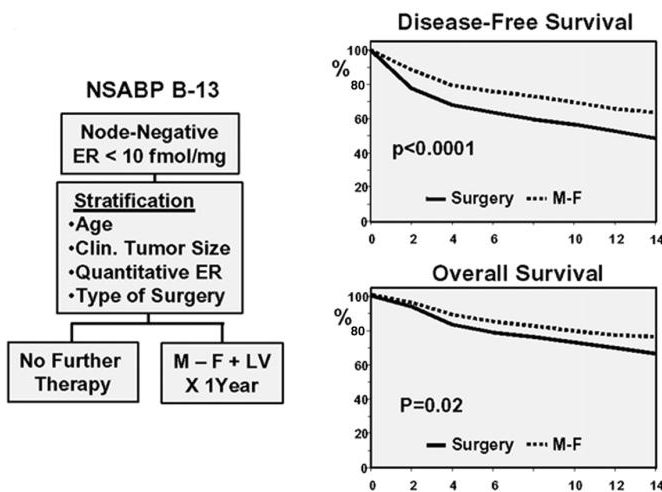 NSABP B-13
Node-Negative
ER < 10 fmol/mg
Stratification
•Age
•Clin. Tumor Size
•Quantitative ER
•Type of Surgery
No Further
Therapy
M – F + LV
X 1Year
Disease-Free Survival
%
100
80
60
40
20
0
p<0.0001
Surgery M-F
0 2 4 6 10 12 14
Overall Survival
%
100
80
60
40
20
0
P=0.02
Surgery M-F
0 2 4 6 10 12 14